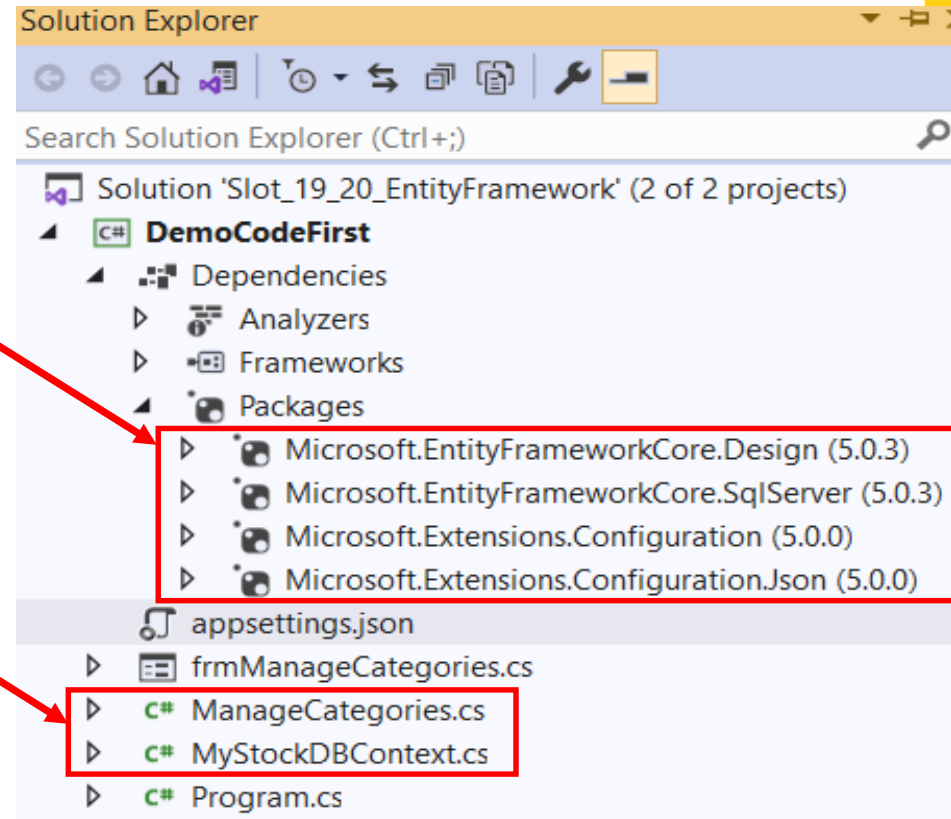 Solution Explorer
Search Solution Explorer (Ctrl+;)
Solution 'Slot_19_20_EntityFramework' (2 of 2 projects)
C# DemoCodeFirst
Dependencies
Analyzers
Frameworks
Packages
Microsoft.EntityFrameworkCore.Design (5.0.3)
Microsoft.EntityFrameworkCore.SqlServer (5.0.3)
Microsoft.Extensions.Configuration (5.0.0)
Microsoft.Extensions.Configuration.Json (5.0.0)
appsettings.json
frmManageCategories.cs
C# ManageCategories.cs
C# MyStockDBContext.cs
C# Program.cs